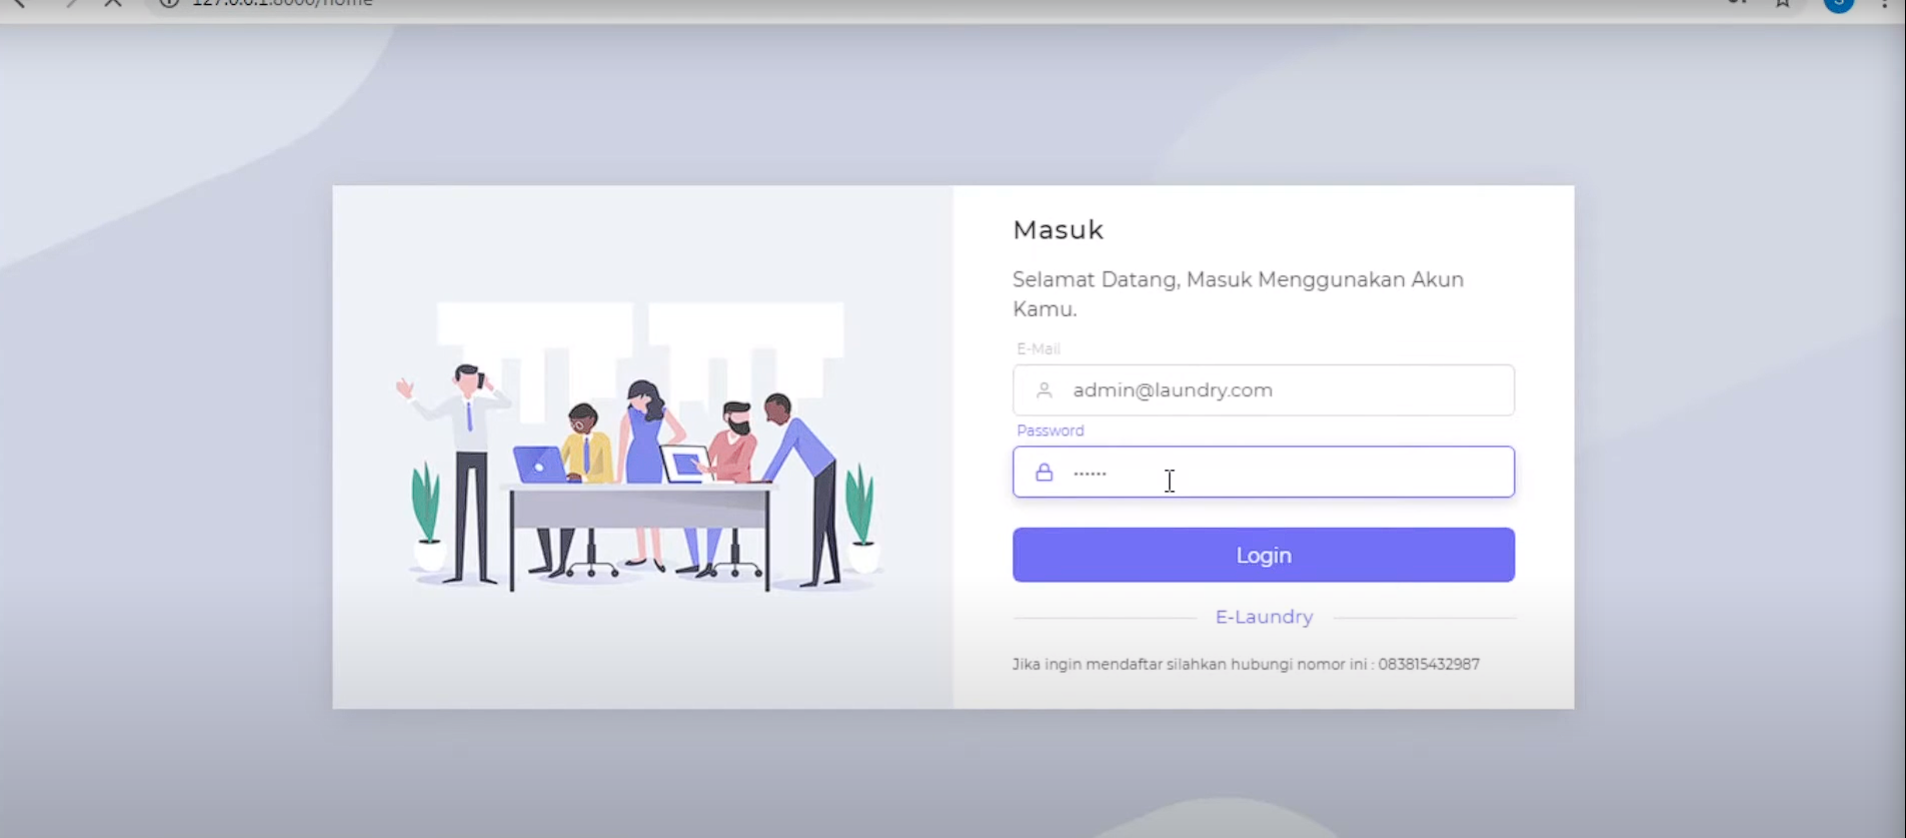 127.0.0.1:8000/home
Masuk
Selamat Datang, Masuk Menggunakan Akun
Kamu.
E-Mail
admin@laundry.com
Password
Login
E-Laundry
Jika ingin mendaftar silahkan hubungi nomor ini : 083815432987